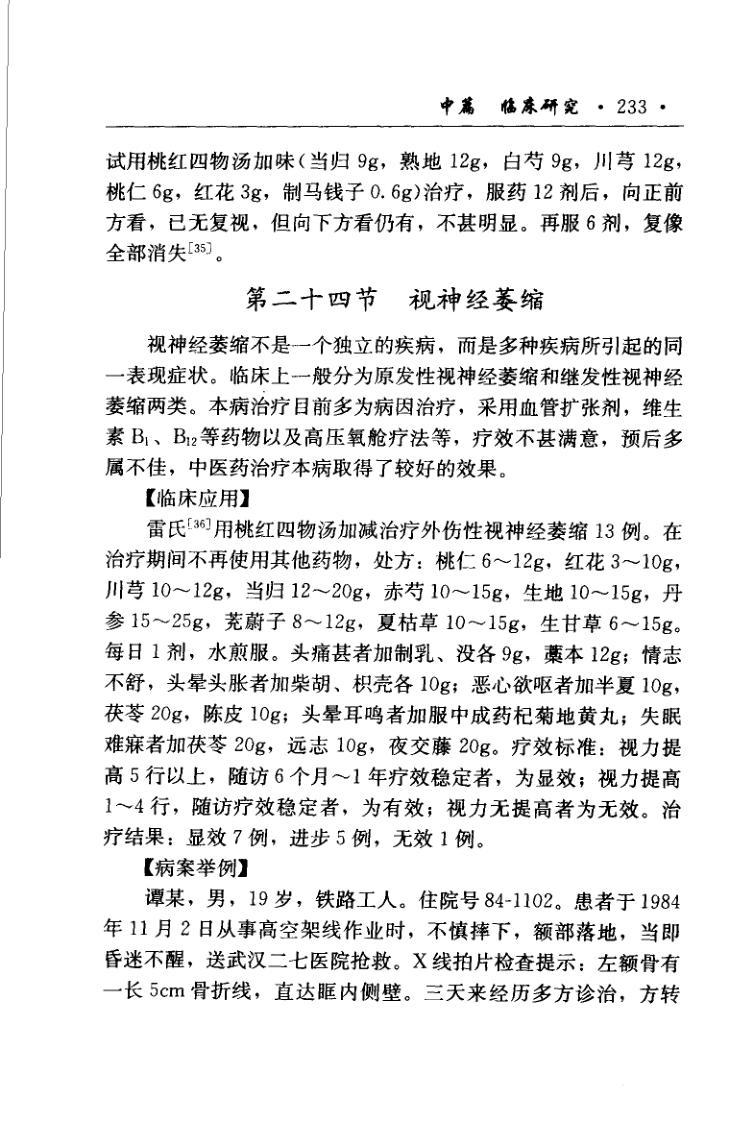 中篇 临床研究 · 233 ·
试用桃红四物汤加味(当归 9g，熟地 12g，白芍 9g，川芎 12g，
桃仁 6g，红花 3g，制马钱子 0.6g)治疗，服药 12 剂后，向正前
方看，已无复视，但向下方看仍有，不甚明显。再服 6 剂，复像
全部消失[35]。
第二十四节 视神经萎缩
视神经萎缩不是一个独立的疾病，而是多种疾病所引起的同
一表现症状。临床上一般分为原发性视神经萎缩和继发性视神经
萎缩两类。本病治疗目前多为病因治疗，采用血管扩张剂，维生
素 B₁、B₁₂等药物以及高压氧舱疗法等，疗效不甚满意，预后多
属不佳，中医药治疗本病取得了较好的效果。
【临床应用】
雷氏[36]用桃红四物汤加减治疗外伤性视神经萎缩 13 例。在
治疗期间不再使用其他药物，处方：桃仁 6～12g，红花 3～10g，
川芎 10～12g，当归 12～20g，赤芍 10～15g，生地 10～15g，丹
参 15～25g，茺蔚子 8～12g，夏枯草 10～15g，生甘草 6～15g。
每日 1 剂，水煎服。头痛甚者加制乳、没各 9g，藁本 12g；情志
不舒，头晕头胀者加柴胡、枳壳各 10g；恶心欲呕者加半夏 10g，
茯苓 20g，陈皮 10g；头晕耳鸣者加服中成药杞菊地黄丸；失眠
难寐者加茯苓 20g，远志 10g，夜交藤 20g。疗效标准：视力提
高 5 行以上，随访 6 个月～1 年疗效稳定者，为显效；视力提高
1～4 行，随访疗效稳定者，为有效；视力无提高者为无效。治
疗结果：显效 7 例，进步 5 例，无效 1 例。
【病案举例】
谭某，男，19 岁，铁路工人。住院号 84-1102。患者于 1984
年 11 月 2 日从事高空架线作业时，不慎摔下，额部落地，当即
昏迷不醒，送武汉二七医院抢救。X 线拍片检查提示：左额骨有
一长 5cm 骨折线，直达眶内侧壁。三天来经历多方诊治，方转